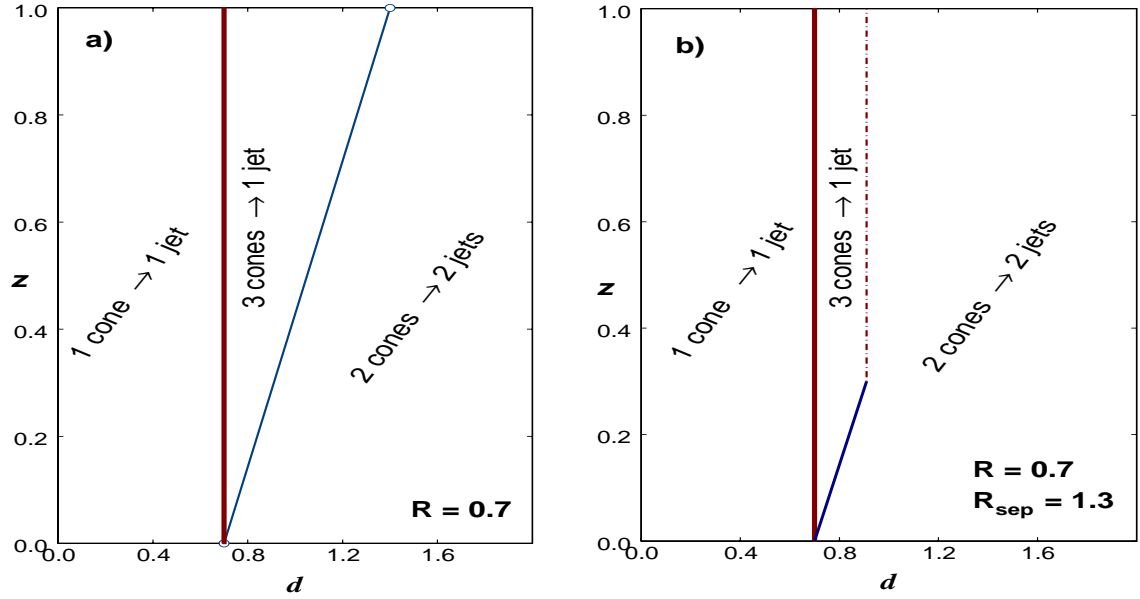 a)
1.0
0.8
0.6
0.4
0.2
0.0
z
1 cone → 1 jet
3 cones → 1 jet
2 cones → 2 jets
R = 0.7
0.0 0.4 0.8 1.2 1.6
d
b)
1.0
0.8
0.6
0.4
0.2
0.0
z
1 cone → 1 jet
3 cones → 1 jet
2 cones → 2 jets
R = 0.7
Rsep = 1.3
0.0 0.4 0.8 1.2 1.6
d